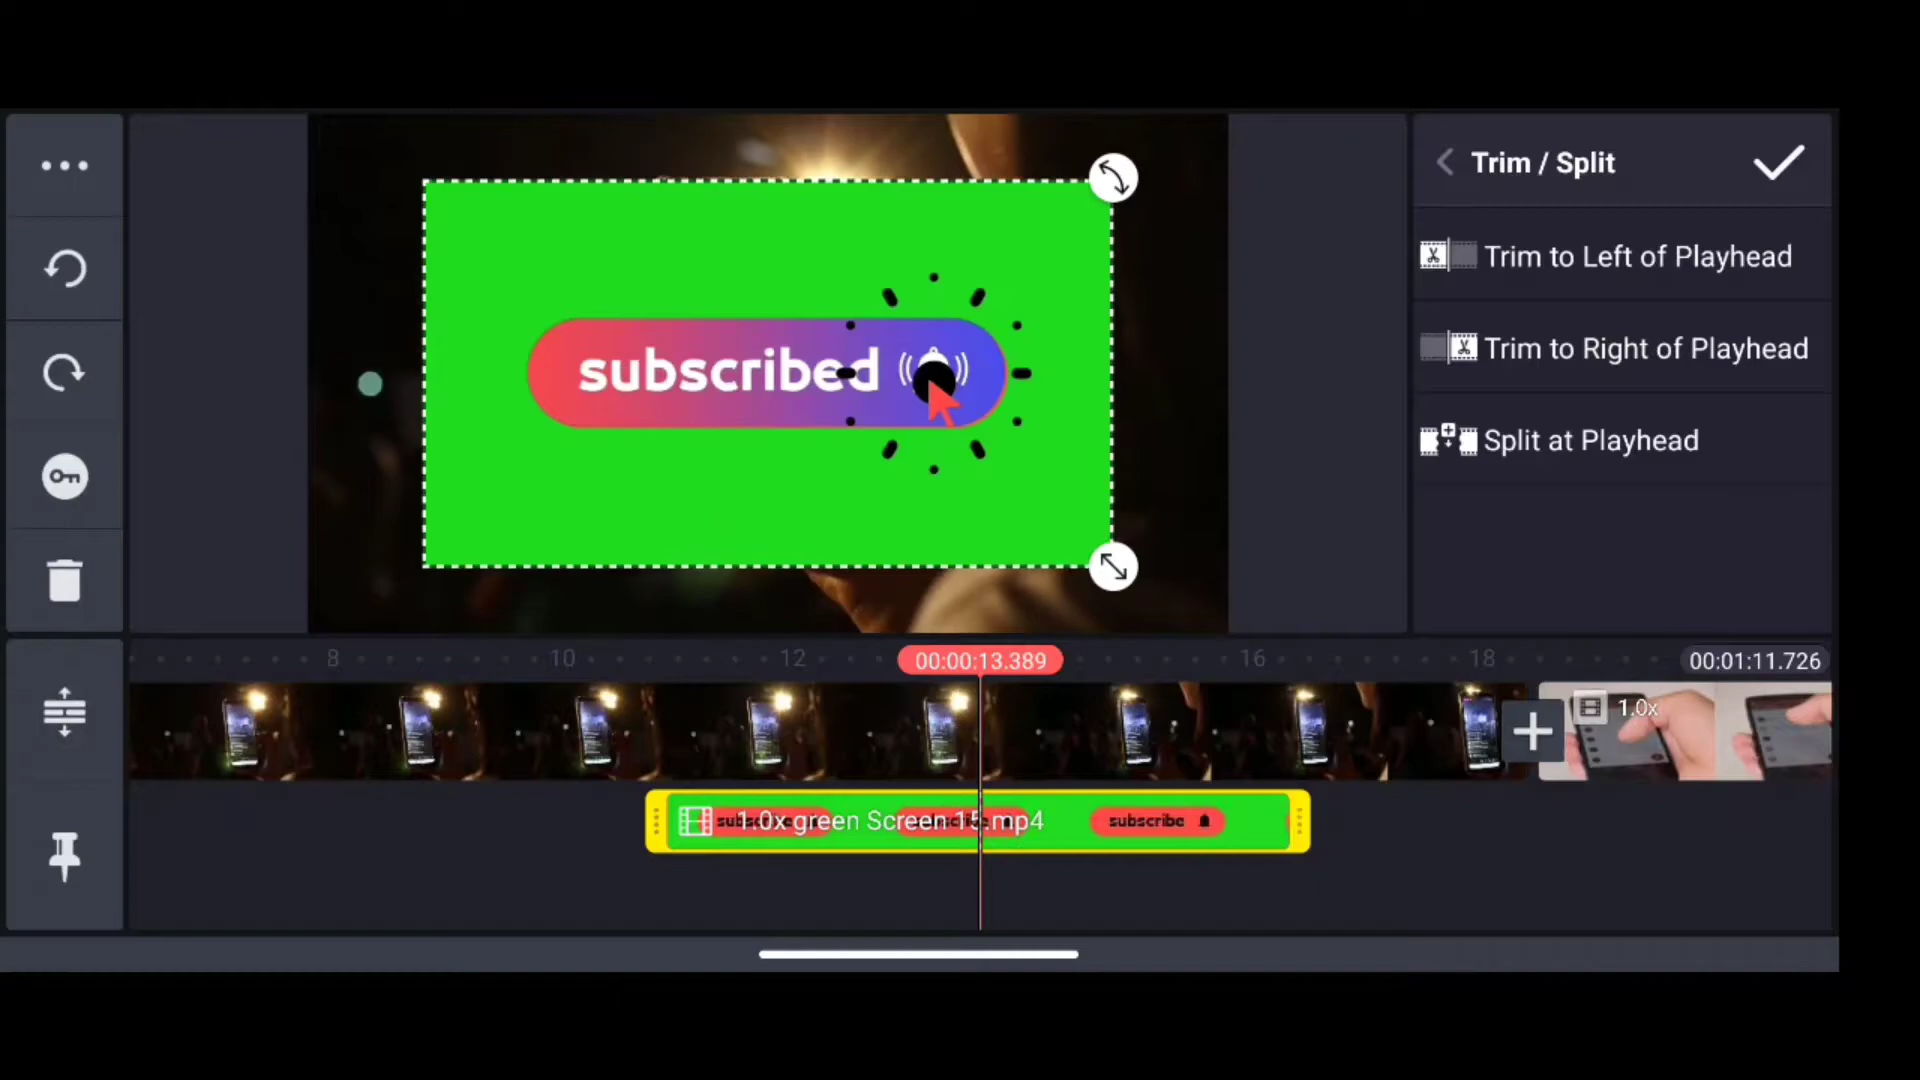 Trim / Split
Trim to Left of Playhead
Trim to Right of Playhead
Split at Playhead
subscribed
8
10
12
00:00:13.389
16
18
00:01:11.726
1.0x
1.0x green Screen 15.mp4
subscribe